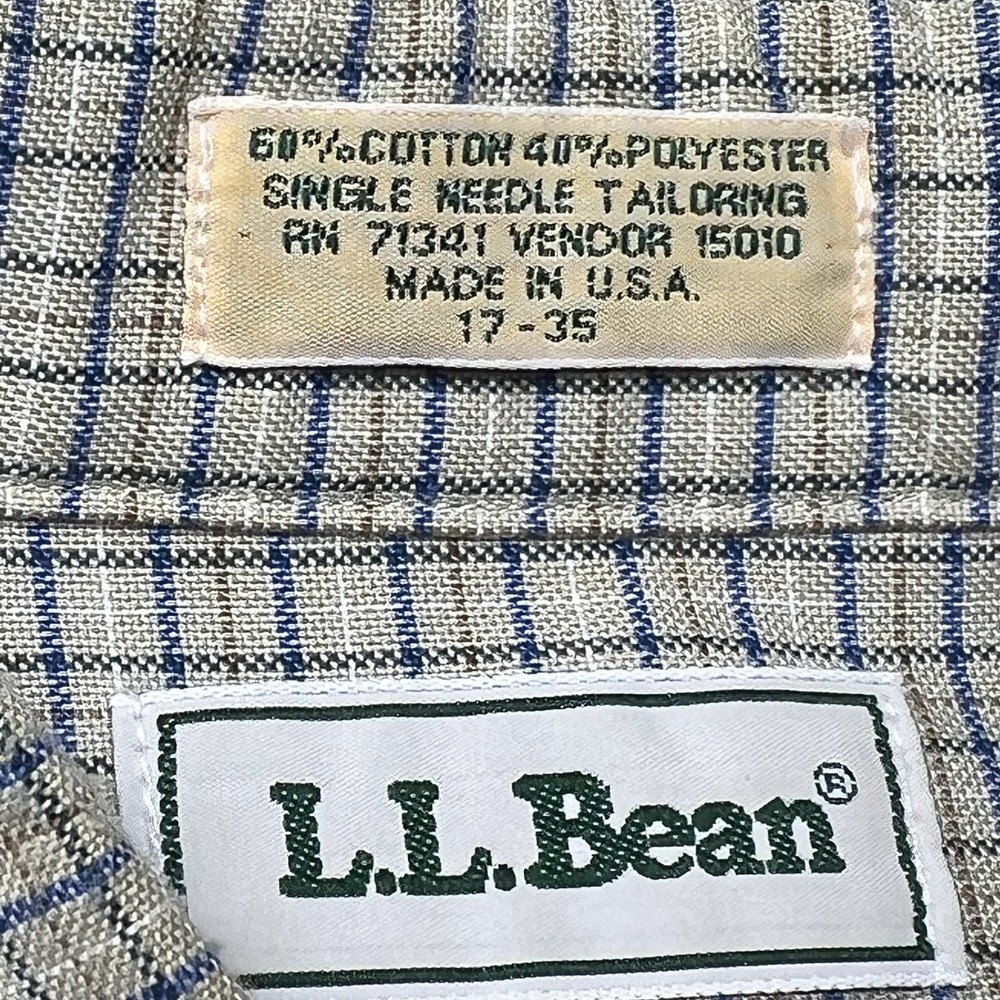 60%COTTON 40%POLYESTER
SINGLE NEEDLE TAILORING
RN 71341 VENDOR 15010
MADE IN U.S.A.
17-35
L.L.Bean®